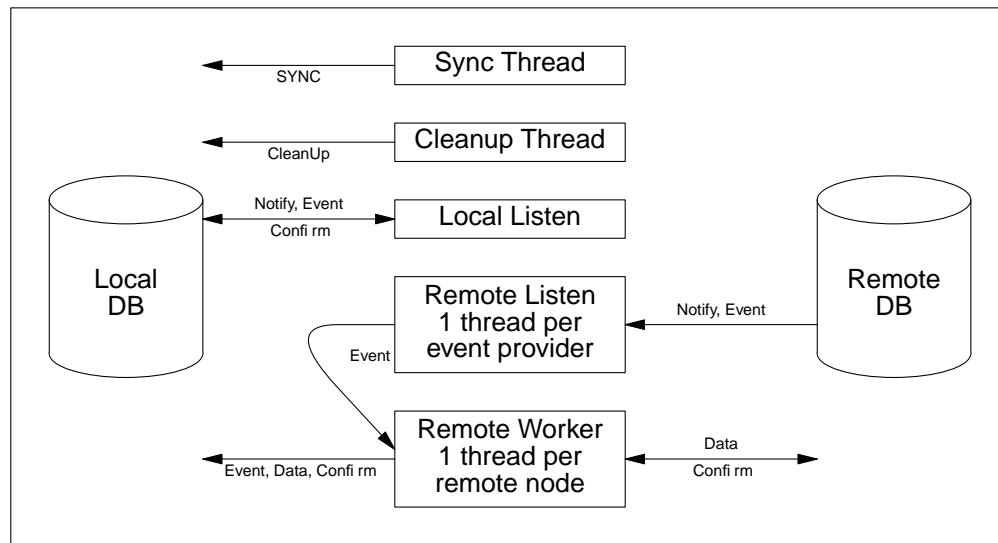 Sync Thread
SYNC
Cleanup Thread
CleanUp
Notify, Event
Confi rm
Local Listen
Local
DB
Remote
DB
Remote Listen
1 thread per
event provider
Notify, Event
Event
Remote Worker
1 thread per
remote node
Event, Data, Confi rm
Data
Confi rm